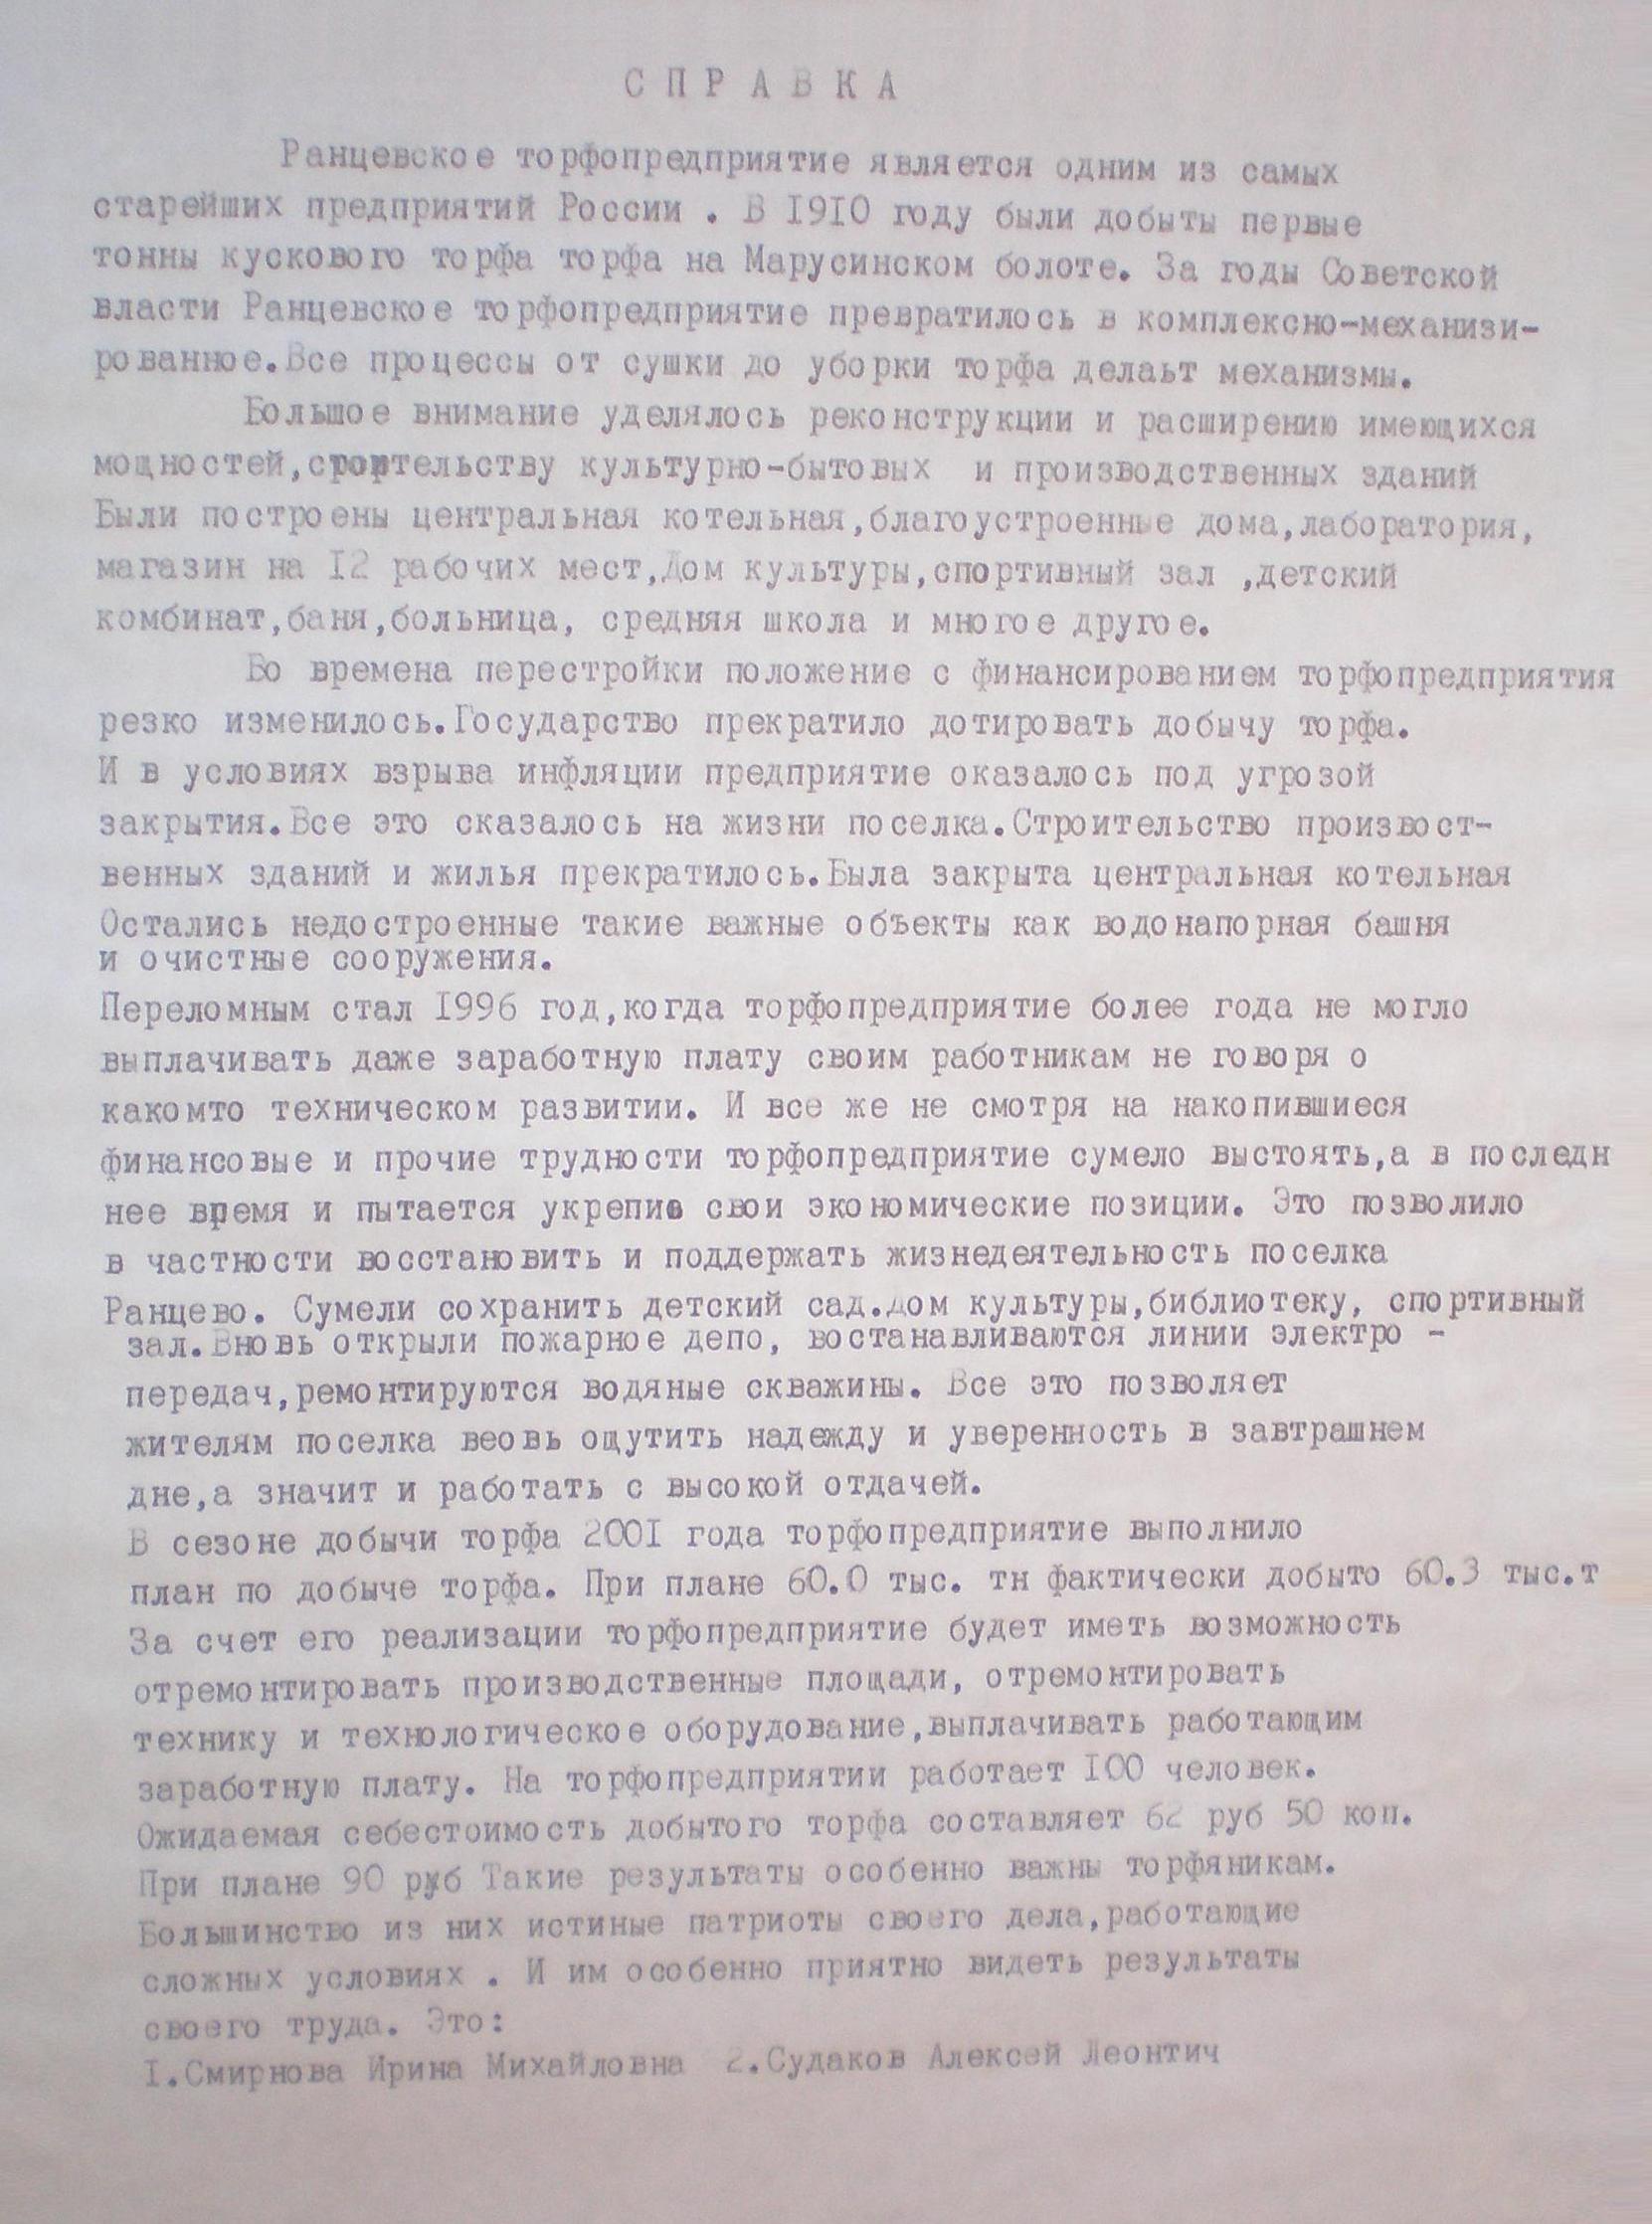 СПРАВКА
Ранцевское торфопредприятие является одним из самых
старейших предприятий России . В 1910 году были добыты первые
тонны кускового торфа торфа на Марусинском болоте. За годы Советской
власти Ранцевское торфопредприятие превратилось в комплексно-механизи-
рованное.Все процессы от сушки до уборки торфа делаьт механизмы.
Большое внимание уделялось реконструкции и расширению имеющихся
мощностей,строительству культурно-бытовых и производственных зданий
Были построены центральная котельная,благоустроенные дома,лаборатория,
магазин на 12 рабочих мест,Дом культуры,спортивный зал ,детский
комбинат,баня,больница, средняя школа и многое другое.
Во времена перестройки положение с финансированием торфопредприятия
резко изменилось.Государство прекратило дотировать добычу торфа.
И в условиях взрыва инфляции предприятие оказалось под угрозой
закрытия.Все это сказалось на жизни поселка.Строительство произвост-
венных зданий и жилья прекратилось.Была закрыта центральная котельная
Остались недостроенные такие важные объекты как водонапорная башня
и очистные сооружения.
Переломным стал 1996 год,когда торфопредприятие более года не могло
выплачивать даже заработную плату своим работникам не говоря о
какомто техническом развитии. И все же не смотря на накопившиеся
финансовые и прочие трудности торфопредприятие сумело выстоять,а в последн
нее время и пытается укрепив свои экономические позиции. Это позволило
в частности восстановить и поддержать жизнедеятельность поселка
Ранцево. Сумели сохранить детский сад.дом культуры,библиотеку, спортивный
зал.Вновь открыли пожарное депо, востанавливаются линии электро -
передач,ремонтируются водяные скважины. Все это позволяет
жителям поселка веовь ощутить надежду и уверенность в завтрашнем
дне,а значит и работать с высокой отдачей.
В сезоне добычи торфа 2001 года торфопредприятие выполнило
план по добыче торфа. При плане 60.0 тыс. тн фактически добыто 60.3 тыс.т
За счет его реализации торфопредприятие будет иметь возможность
отремонтировать производственные площади, отремонтировать
технику и технологическое оборудование,выплачивать работающим
заработную плату. На торфопредприятии работает 100 человек.
Ожидаемая себестоимость добытого торфа составляет 62 руб 50 коп.
При плане 90 руб Такие результаты особенно важны торфяникам.
Большинство из них истиные патриоты своего дела,работающие
сложных условиях . И им особенно приятно видеть результаты
своего труда. Это:
1.Смирнова Ирина Михайловна 2.Судаков Алексей Леонтич